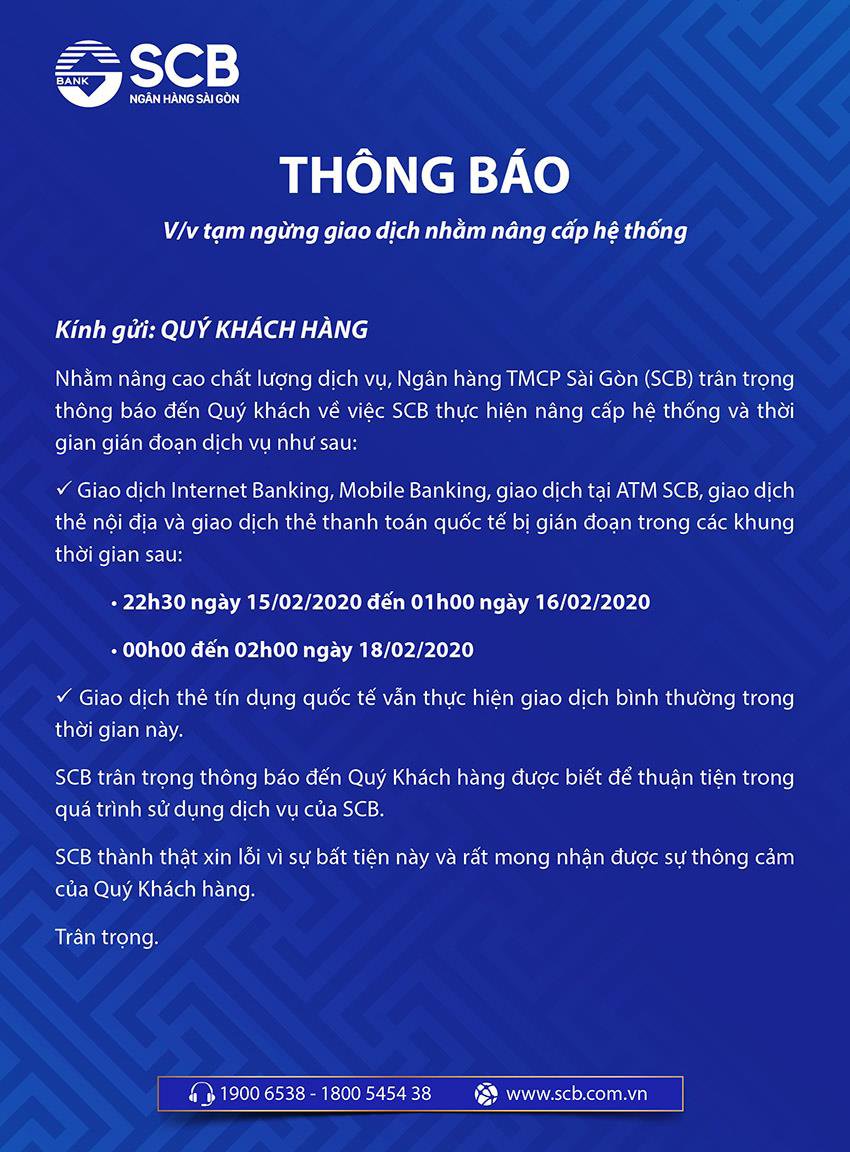 BANK
SCB
NGÂN HÀNG SÀI GÒN
THÔNG BÁO
V/v tạm ngừng giao dịch nhằm nâng cấp hệ thống
Kính gửi: QUÝ KHÁCH HÀNG
Nhằm nâng cao chất lượng dịch vụ, Ngân hàng TMCP Sài Gòn (SCB) trân trọng
thông báo đến Quý khách về việc SCB thực hiện nâng cấp hệ thống và thời
gian gián đoạn dịch vụ như sau:
✓ Giao dịch Internet Banking, Mobile Banking, giao dịch tại ATM SCB, giao dịch
thẻ nội địa và giao dịch thẻ thanh toán quốc tế bị gián đoạn trong các khung
thời gian sau:
• 22h30 ngày 15/02/2020 đến 01h00 ngày 16/02/2020
• 00h00 đến 02h00 ngày 18/02/2020
✓ Giao dịch thẻ tín dụng quốc tế vẫn thực hiện giao dịch bình thường trong
thời gian này.
SCB trân trọng thông báo đến Quý Khách hàng được biết để thuận tiện trong
quá trình sử dụng dịch vụ của SCB.
SCB thành thật xin lỗi vì sự bất tiện này và rất mong nhận được sự thông cảm
của Quý Khách hàng.
Trân trọng.
1900 6538 - 1800 5454 38 www.scb.com.vn